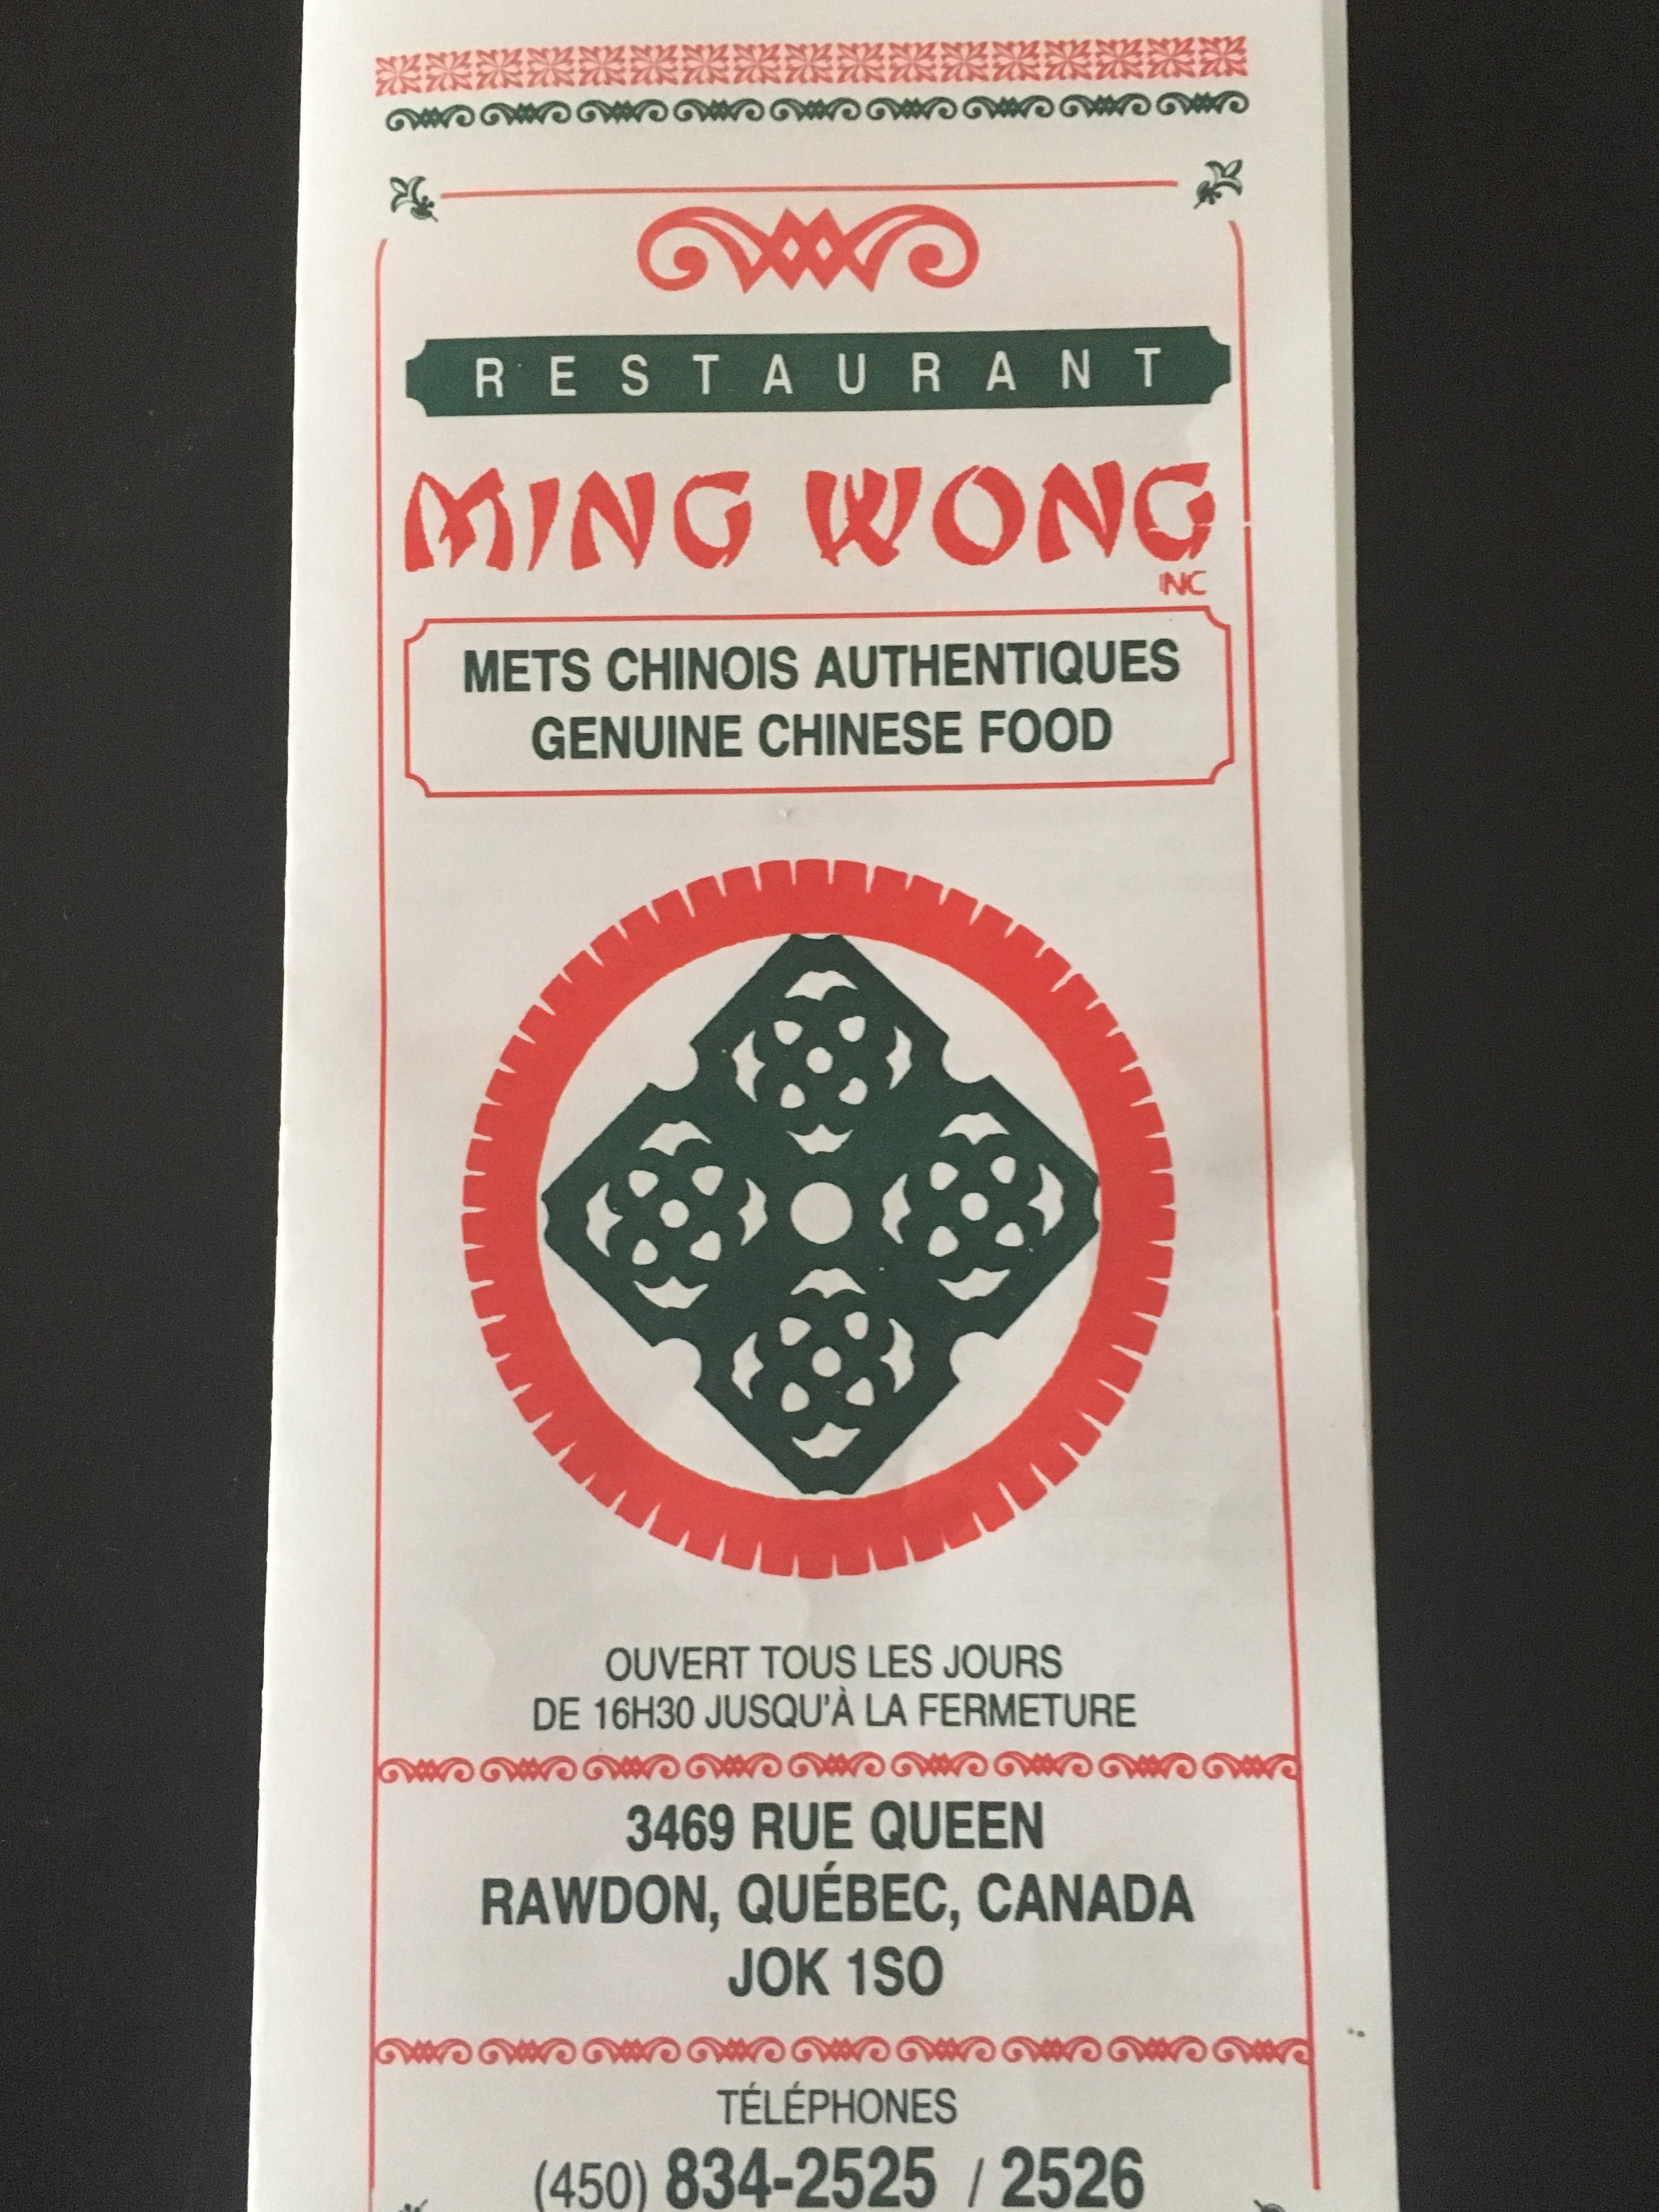 RESTAURANT
MING WONG
INC
METS CHINOIS AUTHENTIQUES
GENUINE CHINESE FOOD
OUVERT TOUS LES JOURS
DE 16H30 JUSQU'À LA FERMETURE
3469 RUE QUEEN
RAWDON, QUÉBEC, CANADA
JOK 1SO
TÉLÉPHONES
(450) 834-2525 / 2526